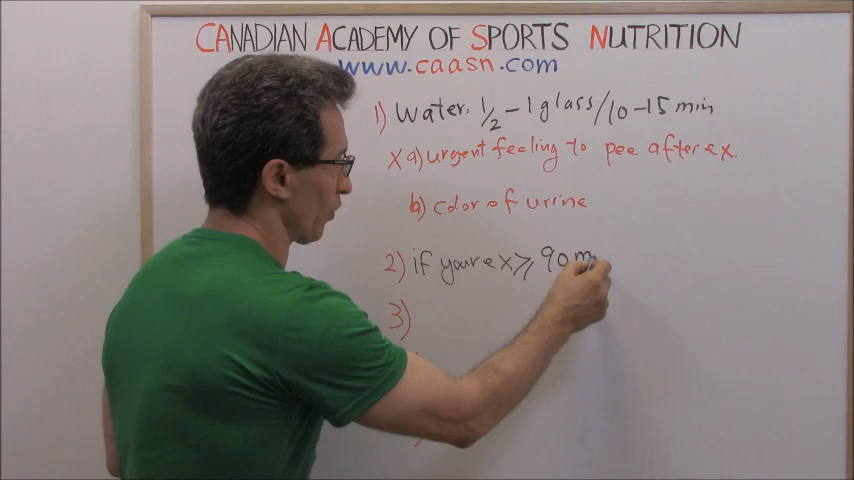 CANADIAN ACADEMY OF SPORTS NUTRITION
www.caasn.com
1) Water: 1/2 - 1 glass/10-15 min
X a) urgent feeling to pee after ex.
b) color of urine
2) if your ex ≥ 90 m
3)